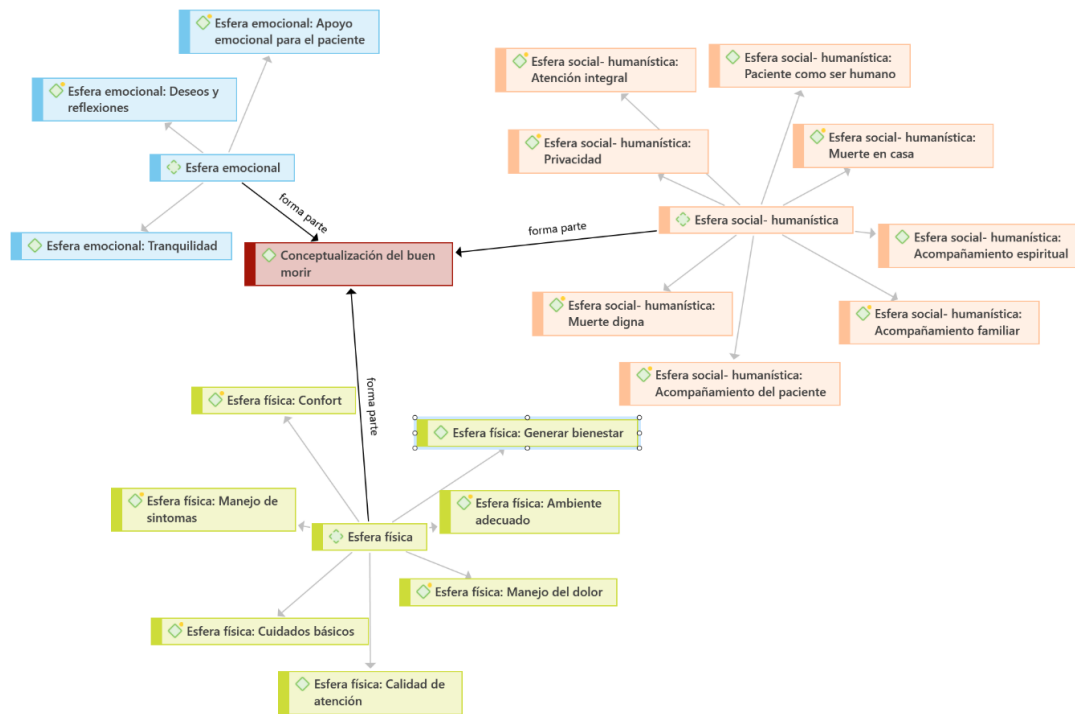 Esfera emocional: Apoyo
emocional para el paciente
Esfera emocional: Deseos y
reflexiones
Esfera emocional
Esfera emocional: Tranquilidad
forma parte
Conceptualización del buen
morir
forma parte
Esfera social- humanística:
Atención integral
Esfera social- humanística:
Paciente como ser humano
Esfera social- humanística:
Privacidad
Esfera social- humanística:
Muerte en casa
Esfera social- humanística
Esfera social- humanística:
Acompañamiento espiritual
Esfera social- humanística:
Muerte digna
Esfera social- humanística:
Acompañamiento familiar
Esfera social- humanística:
Acompañamiento del paciente
forma parte
Esfera física: Confort
Esfera física: Generar bienestar
Esfera física: Manejo de
sintomas
Esfera física: Ambiente
adecuado
Esfera física
Esfera física: Manejo del dolor
Esfera física: Cuidados básicos
Esfera física: Calidad de
atención